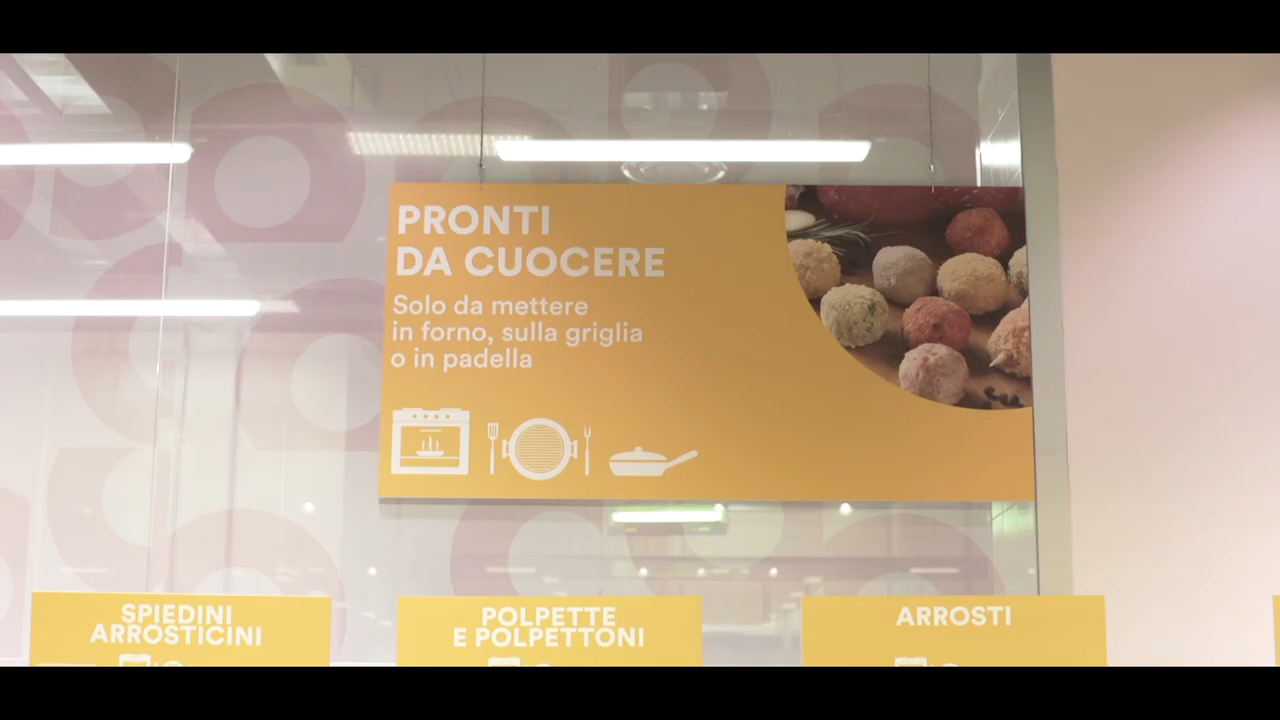 PRONTI
DA CUOCERE
Solo da mettere
in forno, sulla griglia
o in padella
SPIEDINI
ARROSTICINI
POLPETTE
E POLPETTONI
ARROSTI